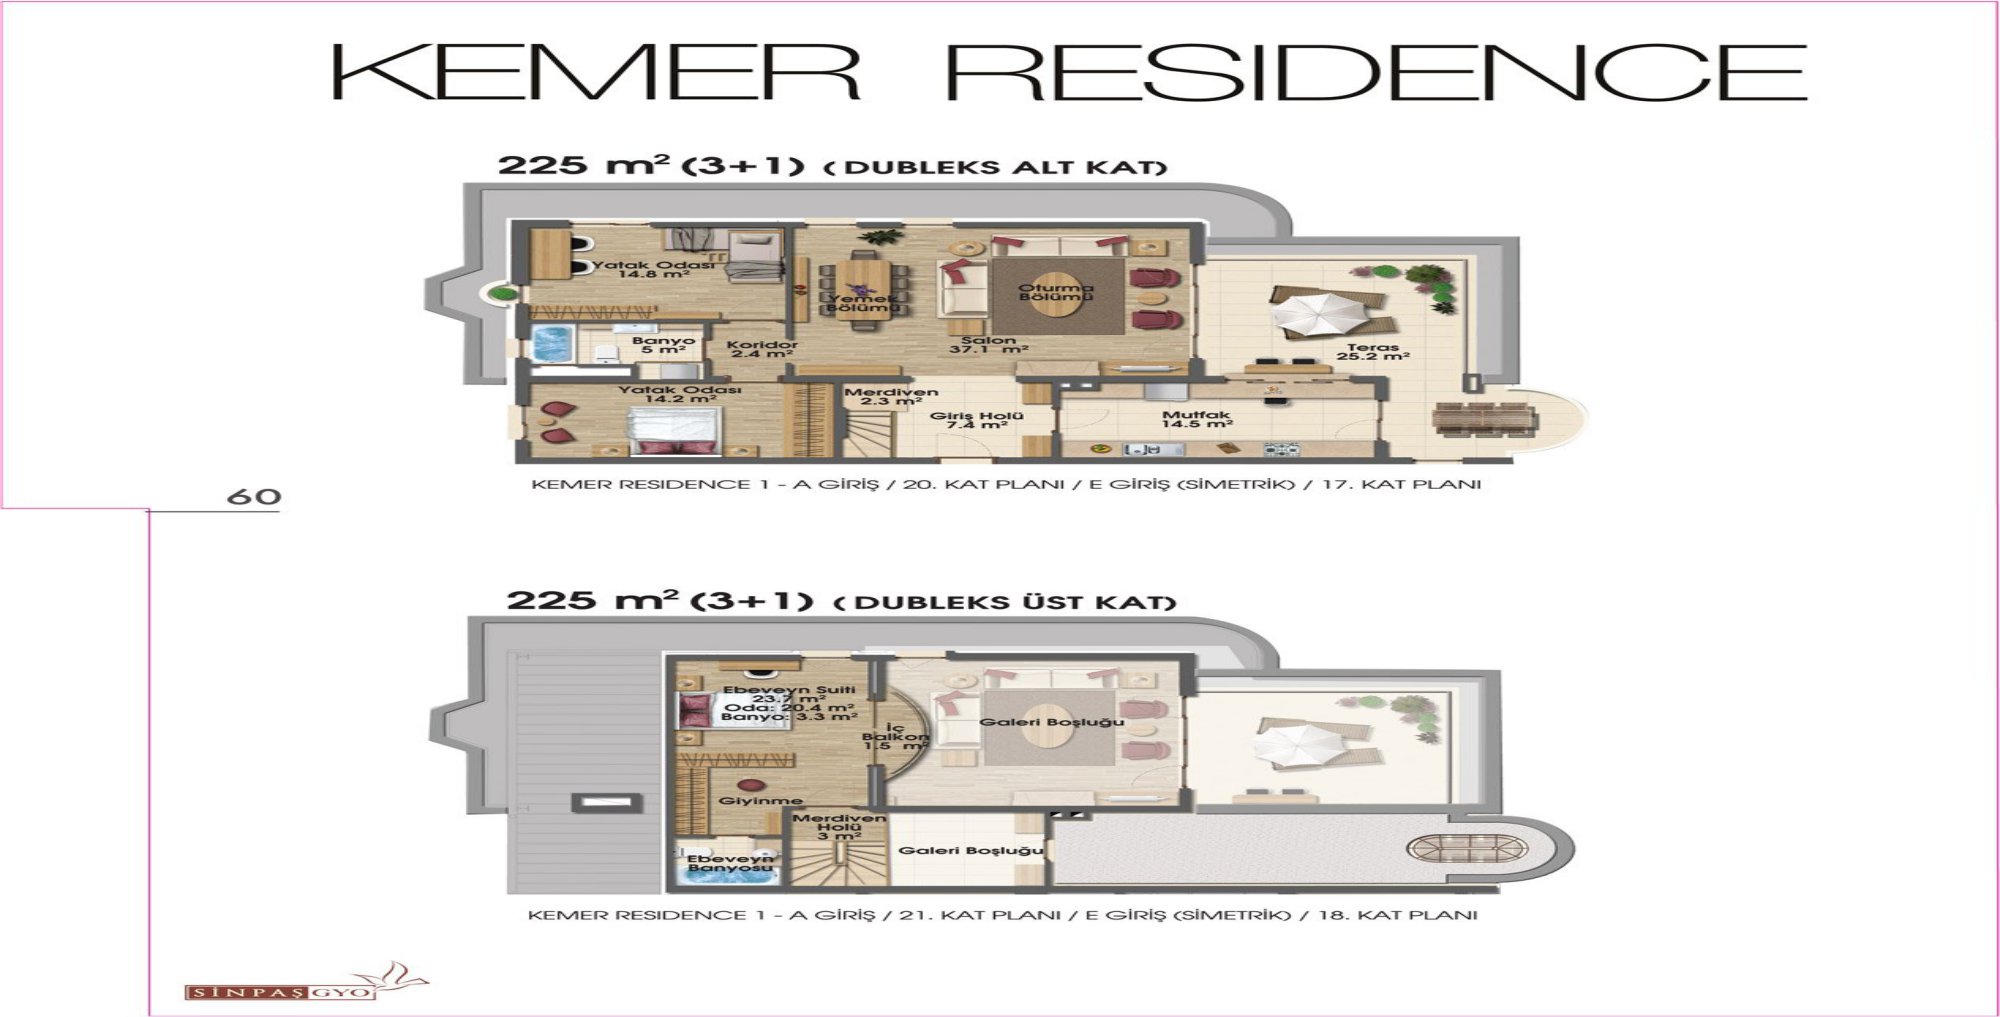 KEMER RESIDENCE
225 m² (3+1) (DUBLEKS ALT KAT)
Yatak Odası
14.8 m²
Yemek
Bölümü
Oturma
Bölümü
Banyo
5 m²
Koridor
2.4 m²
Salon
37.1 m²
Teras
25.2 m²
Yatak Odası
14.2 m²
Merdiven
2.3 m²
Giriş Holü
7.4 m²
Mutfak
14.5 m²
KEMER RESIDENCE 1 - A GİRİŞ / 20. KAT PLANI / E GİRİŞ (SİMETRİK) / 17. KAT PLANI
60
225 m² (3+1) (DUBLEKS ÜST KAT)
Ebeveyn Suiti
23.7 m²
Oda: 20.4 m²
Banyo: 3.3 m²
İç
Balkon
1.5 m²
Galeri Boşluğu
Giyinme
Merdiven
Holü
3 m²
Galeri Boşluğu
Ebeveyn
Banyosu
KEMER RESIDENCE 1 - A GİRİŞ / 21. KAT PLANI / E GİRİŞ (SİMETRİK) / 18. KAT PLANI
SİNPAŞ GYO